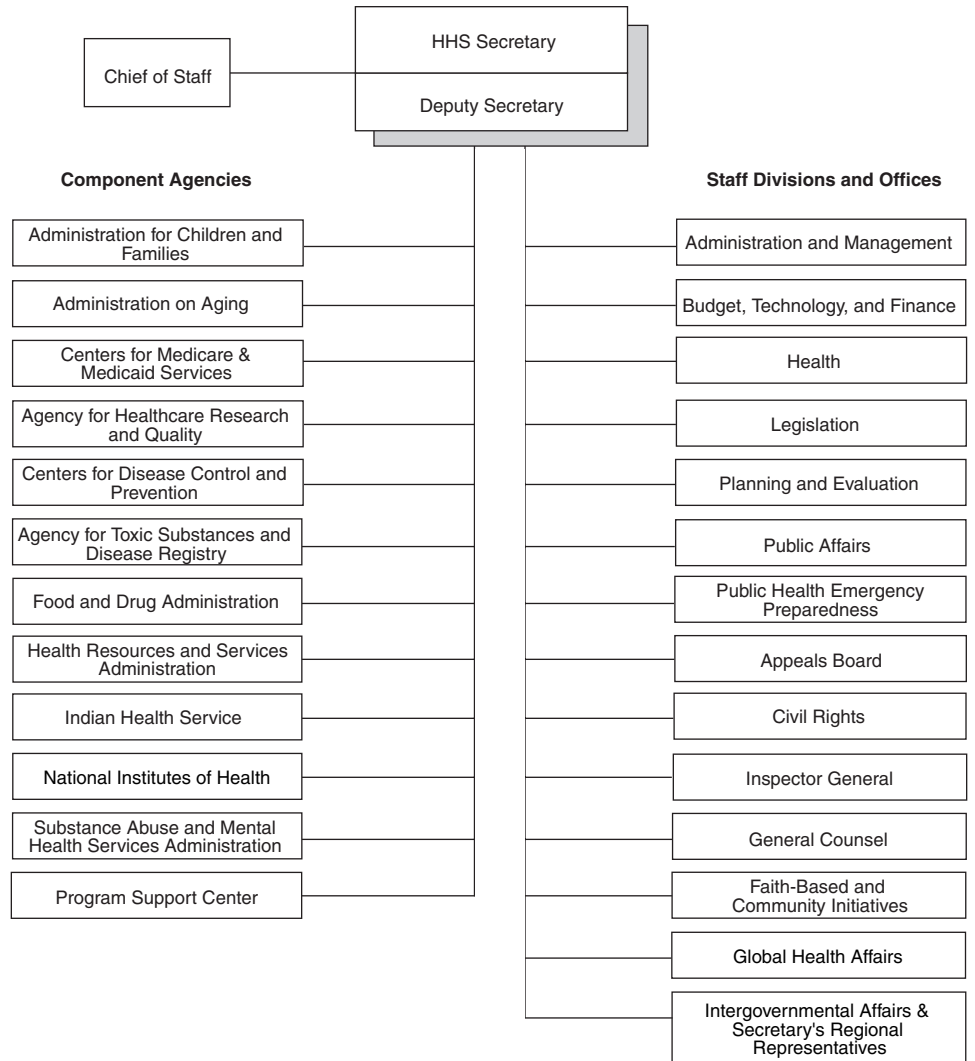 HHS Secretary
Chief of Staff
Deputy Secretary
Component Agencies
Administration for Children and
Families
Administration on Aging
Centers for Medicare &
Medicaid Services
Agency for Healthcare Research
and Quality
Centers for Disease Control and
Prevention
Agency for Toxic Substances and
Disease Registry
Food and Drug Administration
Health Resources and Services
Administration
Indian Health Service
National Institutes of Health
Substance Abuse and Mental
Health Services Administration
Program Support Center
Staff Divisions and Offices
Administration and Management
Budget, Technology, and Finance
Health
Legislation
Planning and Evaluation
Public Affairs
Public Health Emergency
Preparedness
Appeals Board
Civil Rights
Inspector General
General Counsel
Faith-Based and
Community Initiatives
Global Health Affairs
Intergovernmental Affairs &
Secretary's Regional
Representatives